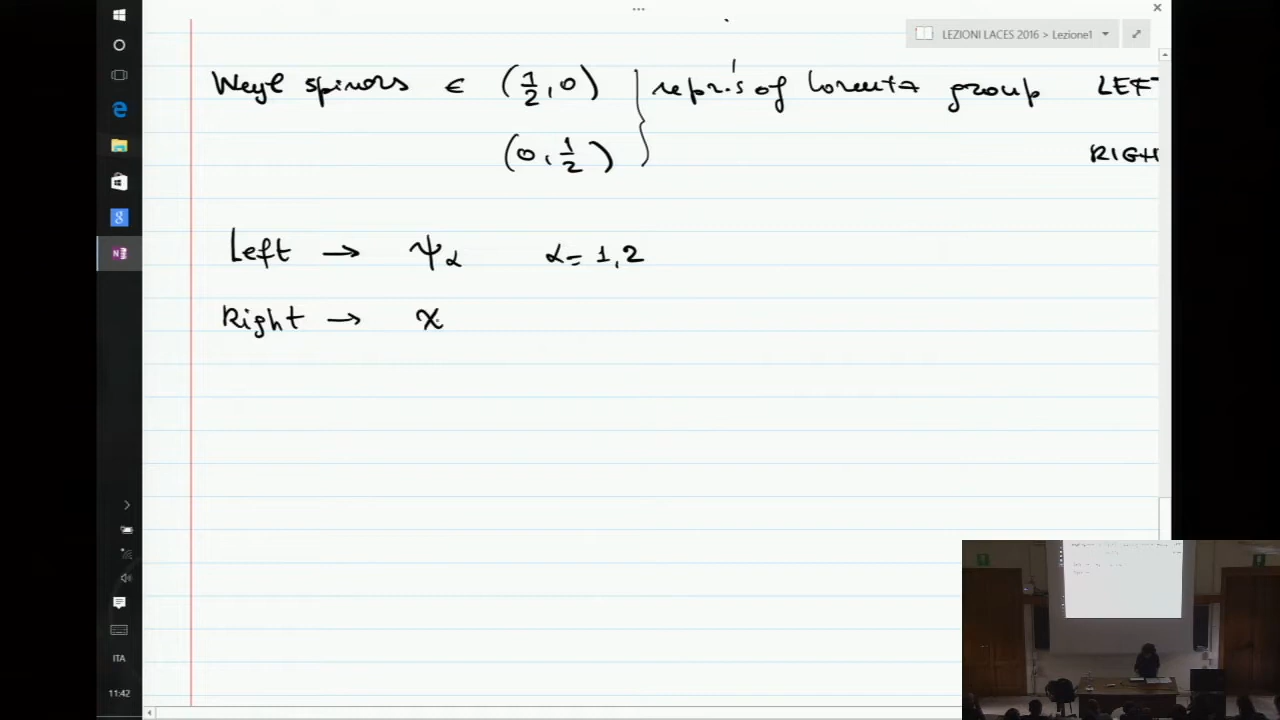 LEZIONI LACES 2016 > Lezione1
Weyl spinors ∈ (1/2, 0) } repr.'s of Lorentz group LEFT
(0, 1/2) RIGH
Left → ψ_α α = 1, 2
Right → χ
ITA
11:42